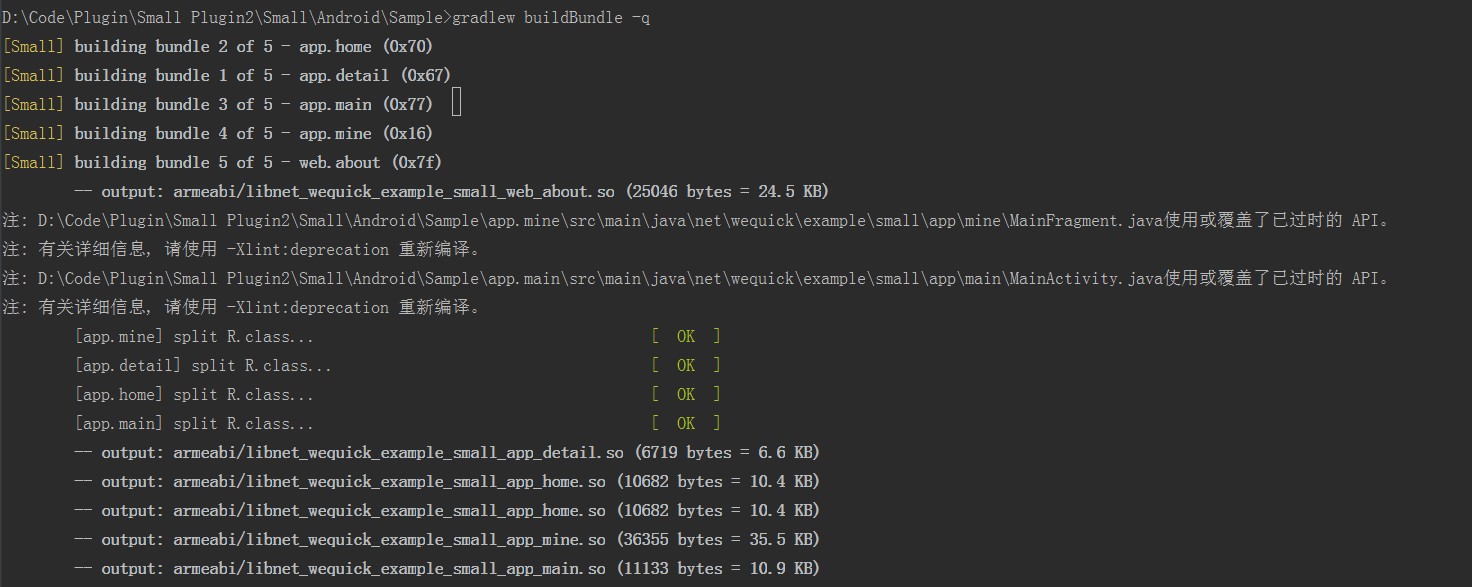 D:\Code\Plugin\Small Plugin2\Small\Android\Sample>gradlew buildBundle -q
[Small] building bundle 2 of 5 - app.home (0x70)
[Small] building bundle 1 of 5 - app.detail (0x67)
[Small] building bundle 3 of 5 - app.main (0x77)
[Small] building bundle 4 of 5 - app.mine (0x16)
[Small] building bundle 5 of 5 - web.about (0x7f)
-- output: armeabi/libnet_wequick_example_small_web_about.so (25046 bytes = 24.5 KB)
注: D:\Code\Plugin\Small Plugin2\Small\Android\Sample\app.mine\src\main\java\net\wequick\example\small\app\mine\MainFragment.java使用或覆盖了已过时的 API。
注: 有关详细信息, 请使用 -Xlint:deprecation 重新编译。
注: D:\Code\Plugin\Small Plugin2\Small\Android\Sample\app.main\src\main\java\net\wequick\example\small\app\main\MainActivity.java使用或覆盖了已过时的 API。
注: 有关详细信息, 请使用 -Xlint:deprecation 重新编译。
[app.mine] split R.class... [ OK ]
[app.detail] split R.class... [ OK ]
[app.home] split R.class... [ OK ]
[app.main] split R.class... [ OK ]
-- output: armeabi/libnet_wequick_example_small_app_detail.so (6719 bytes = 6.6 KB)
-- output: armeabi/libnet_wequick_example_small_app_home.so (10682 bytes = 10.4 KB)
-- output: armeabi/libnet_wequick_example_small_app_home.so (10682 bytes = 10.4 KB)
-- output: armeabi/libnet_wequick_example_small_app_mine.so (36355 bytes = 35.5 KB)
-- output: armeabi/libnet_wequick_example_small_app_main.so (11133 bytes = 10.9 KB)